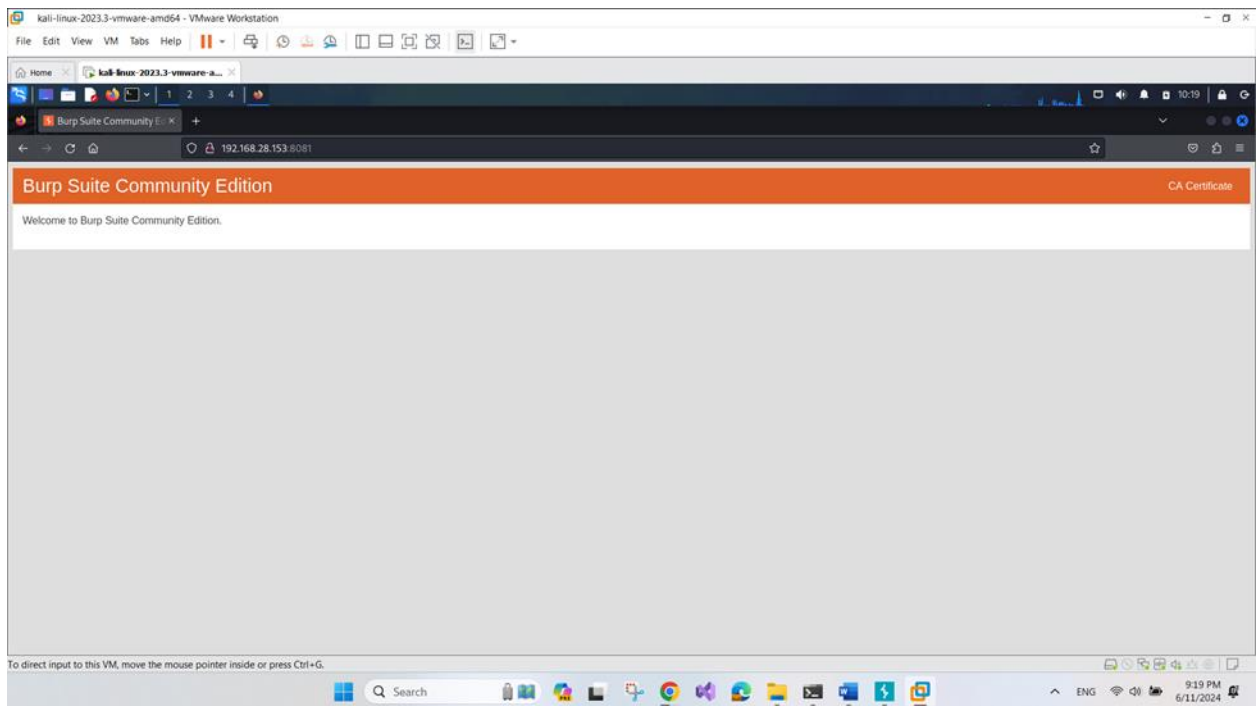 kali-linux-2023.3-vmware-amd64 - VMware Workstation
File Edit View VM Tabs Help
Home kali-linux-2023.3-vmware-a...
1 2 3 4 10:19
Burp Suite Community E
192.168.28.153:8081
Burp Suite Community Edition CA Certificate
Welcome to Burp Suite Community Edition.
To direct input to this VM, move the mouse pointer inside or press Ctrl+G.
Search ENG 9:19 PM
6/11/2024